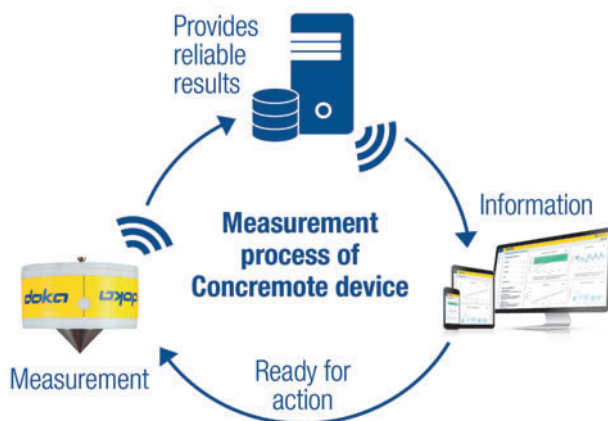 Provides
reliable
results
Information
Measurement
process of
Concremote device
doka
doka
Measurement
Ready for
action